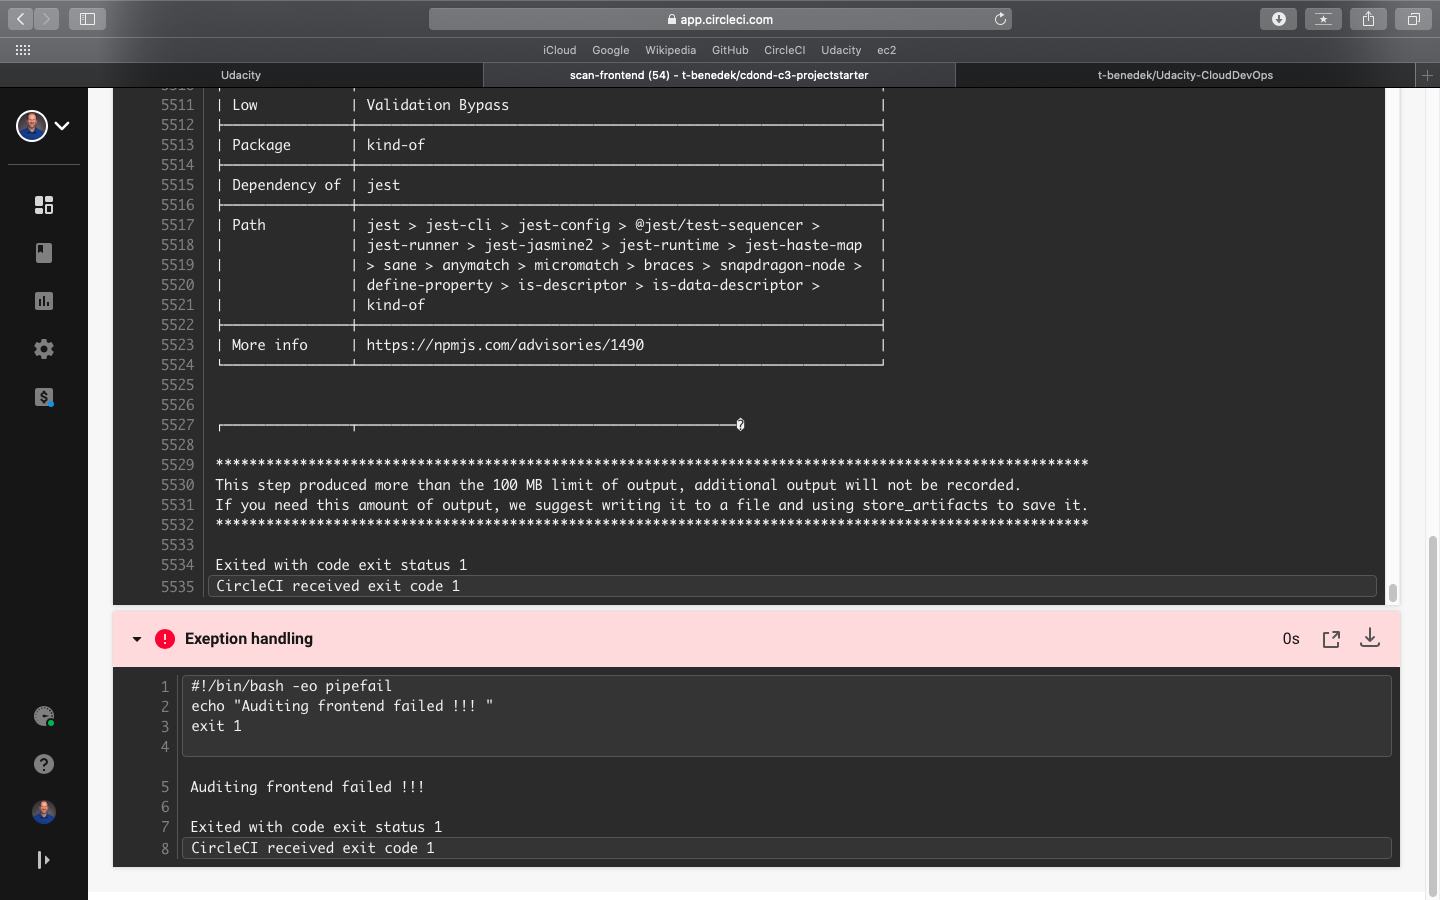 app.circleci.com
iCloud Google Wikipedia GitHub CircleCI Udacity ec2
Udacity
scan-frontend (54) - t-benedek/cdond-c3-projectstarter
t-benedek/Udacity-CloudDevOps
5511 | Low | Validation Bypass |
5512
5513 | Package | kind-of |
5514
5515 | Dependency of | jest |
5516
5517 | Path | jest > jest-cli > jest-config > @jest/test-sequencer > |
5518 | | jest-runner > jest-jasmine2 > jest-runtime > jest-haste-map |
5519 | | > sane > anymatch > micromatch > braces > snapdragon-node > |
5520 | | define-property > is-descriptor > is-data-descriptor > |
5521 | | kind-of |
5522
5523 | More info | https://npmjs.com/advisories/1490 |
5524
5525
5526
5527 �
5528
5529 ********************************************************************************************************
5530 This step produced more than the 100 MB limit of output, additional output will not be recorded.
5531 If you need this amount of output, we suggest writing it to a file and using store_artifacts to save it.
5532 ********************************************************************************************************
5533
5534 Exited with code exit status 1
5535 CircleCI received exit code 1
Exeption handling
0s
1 #!/bin/bash -eo pipefail
2 echo "Auditing frontend failed !!! "
3 exit 1
4
5 Auditing frontend failed !!!
6
7 Exited with code exit status 1
8 CircleCI received exit code 1